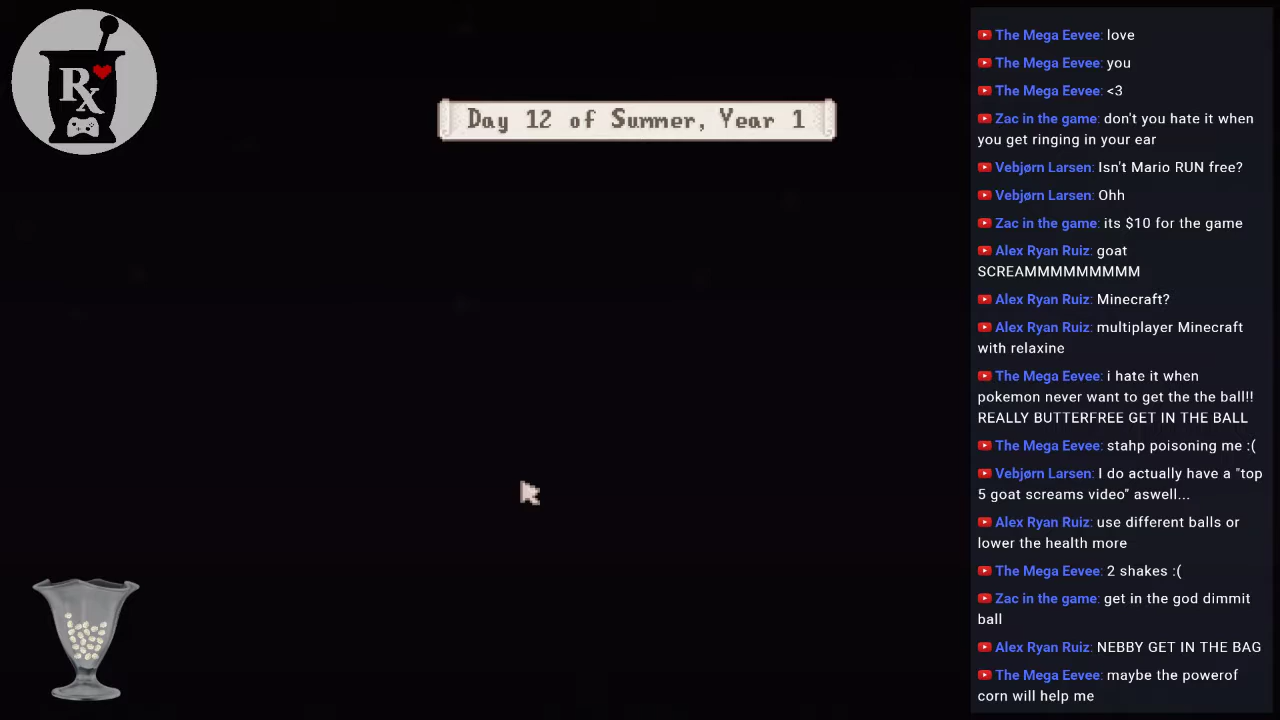 Rx
Day 12 of Summer, Year 1
The Mega Eevee: love
The Mega Eevee: you
The Mega Eevee: <3
Zac in the game: don't you hate it when
you get ringing in your ear
Vebjørn Larsen: Isn't Mario RUN free?
Vebjørn Larsen: Ohh
Zac in the game: its $10 for the game
Alex Ryan Ruiz: goat
SCREAMMMMMMMMM
Alex Ryan Ruiz: Minecraft?
Alex Ryan Ruiz: multiplayer Minecraft
with relaxine
The Mega Eevee: i hate it when
pokemon never want to get the the ball!!
REALLY BUTTERFREE GET IN THE BALL
The Mega Eevee: stahp poisoning me :(
Vebjørn Larsen: I do actually have a "top
5 goat screams video" aswell...
Alex Ryan Ruiz: use different balls or
lower the health more
The Mega Eevee: 2 shakes :(
Zac in the game: get in the god dimmit
ball
Alex Ryan Ruiz: NEBBY GET IN THE BAG
The Mega Eevee: maybe the powerof
corn will help me